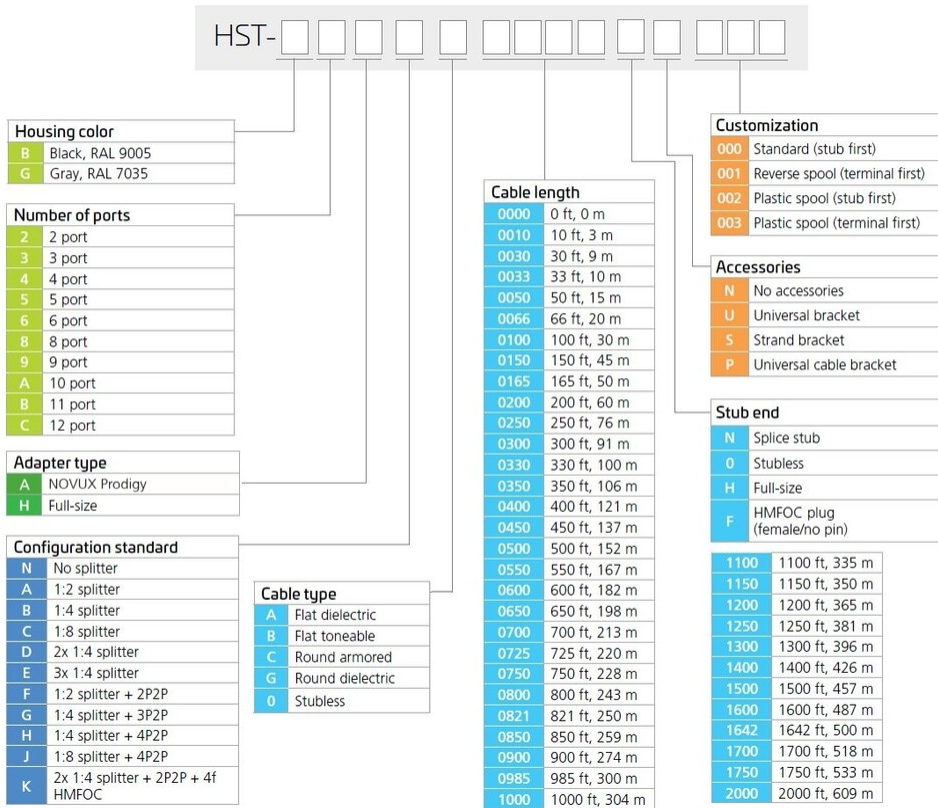 HST-
Housing color
B Black, RAL 9005
G Gray, RAL 7035
Number of ports
2 2 port
3 3 port
4 4 port
5 5 port
6 6 port
8 8 port
9 9 port
A 10 port
B 11 port
C 12 port
Adapter type
A NOVUX Prodigy
H Full-size
Configuration standard
N No splitter
A 1:2 splitter
B 1:4 splitter
C 1:8 splitter
D 2x 1:4 splitter
E 3x 1:4 splitter
F 1:2 splitter + 2P2P
G 1:4 splitter + 3P2P
H 1:4 splitter + 4P2P
J 1:8 splitter + 4P2P
K 2x 1:4 splitter + 2P2P + 4f
HMFOC
Cable type
A Flat dielectric
B Flat toneable
C Round armored
G Round dielectric
0 Stubless
Cable length
0000 0 ft, 0 m
0010 10 ft, 3 m
0030 30 ft, 9 m
0033 33 ft, 10 m
0050 50 ft, 15 m
0066 66 ft, 20 m
0100 100 ft, 30 m
0150 150 ft, 45 m
0165 165 ft, 50 m
0200 200 ft, 60 m
0250 250 ft, 76 m
0300 300 ft, 91 m
0330 330 ft, 100 m
0350 350 ft, 106 m
0400 400 ft, 121 m
0450 450 ft, 137 m
0500 500 ft, 152 m
0550 550 ft, 167 m
0600 600 ft, 182 m
0650 650 ft, 198 m
0700 700 ft, 213 m
0725 725 ft, 220 m
0750 750 ft, 228 m
0800 800 ft, 243 m
0821 821 ft, 250 m
0850 850 ft, 259 m
0900 900 ft, 274 m
0985 985 ft, 300 m
1000 1000 ft, 304 m
1100 1100 ft, 335 m
1150 1150 ft, 350 m
1200 1200 ft, 365 m
1250 1250 ft, 381 m
1300 1300 ft, 396 m
1400 1400 ft, 426 m
1500 1500 ft, 457 m
1600 1600 ft, 487 m
1642 1642 ft, 500 m
1700 1700 ft, 518 m
1750 1750 ft, 533 m
2000 2000 ft, 609 m
Stub end
N Splice stub
0 Stubless
H Full-size
F HMFOC plug
(female/no pin)
Accessories
N No accessories
U Universal bracket
S Strand bracket
P Universal cable bracket
Customization
000 Standard (stub first)
001 Reverse spool (terminal first)
002 Plastic spool (stub first)
003 Plastic spool (terminal first)